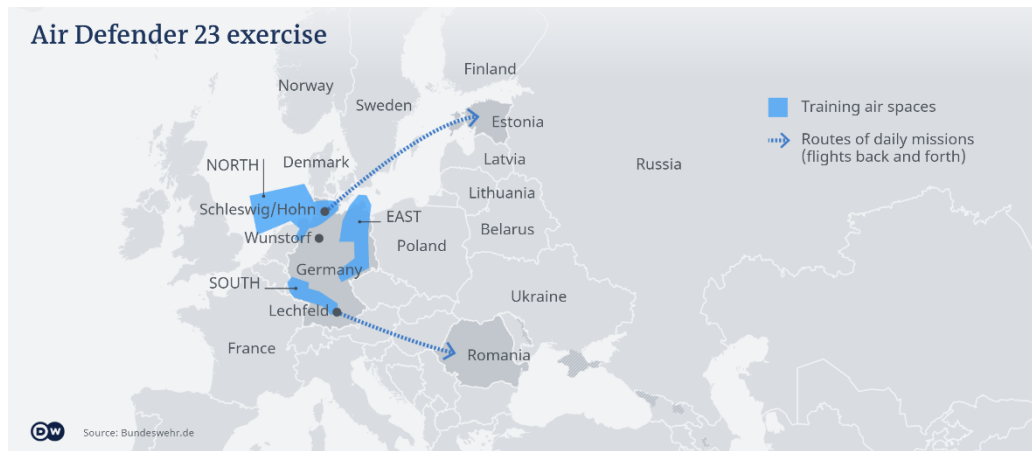 Air Defender 23 exercise
Finland
Norway
Sweden
Training air spaces
Estonia
Routes of daily missions
(flights back and forth)
NORTH
Denmark
Latvia
Russia
Lithuania
Schleswig/Hohn
EAST
Belarus
Wunstorf
Poland
Germany
SOUTH
Ukraine
Lechfeld
France
Romania
DW
Source: Bundeswehr.de